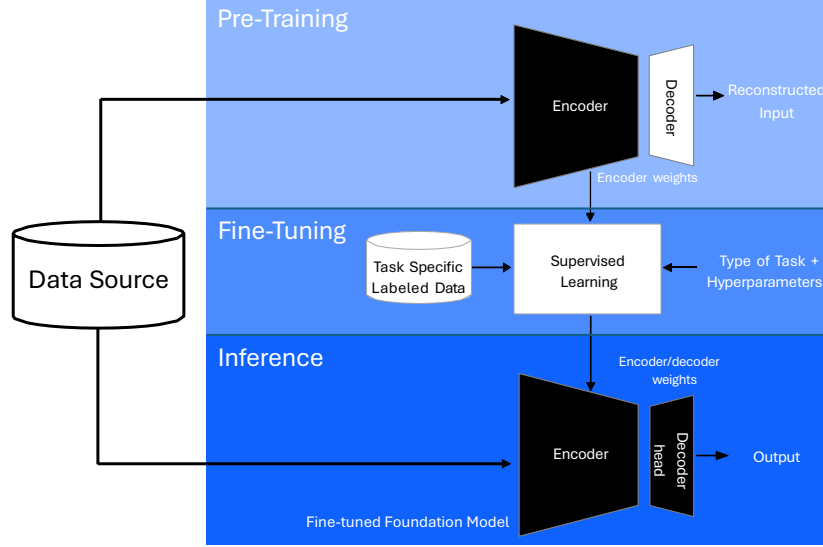 Pre-Training
Encoder
Decoder
Reconstructed
Input
Encoder weights
Data Source
Fine-Tuning
Task Specific
Labeled Data
Supervised
Learning
Type of Task +
Hyperparameters
Inference
Encoder/decoder
weights
Encoder
Decoder
head
Output
Fine-tuned Foundation Model